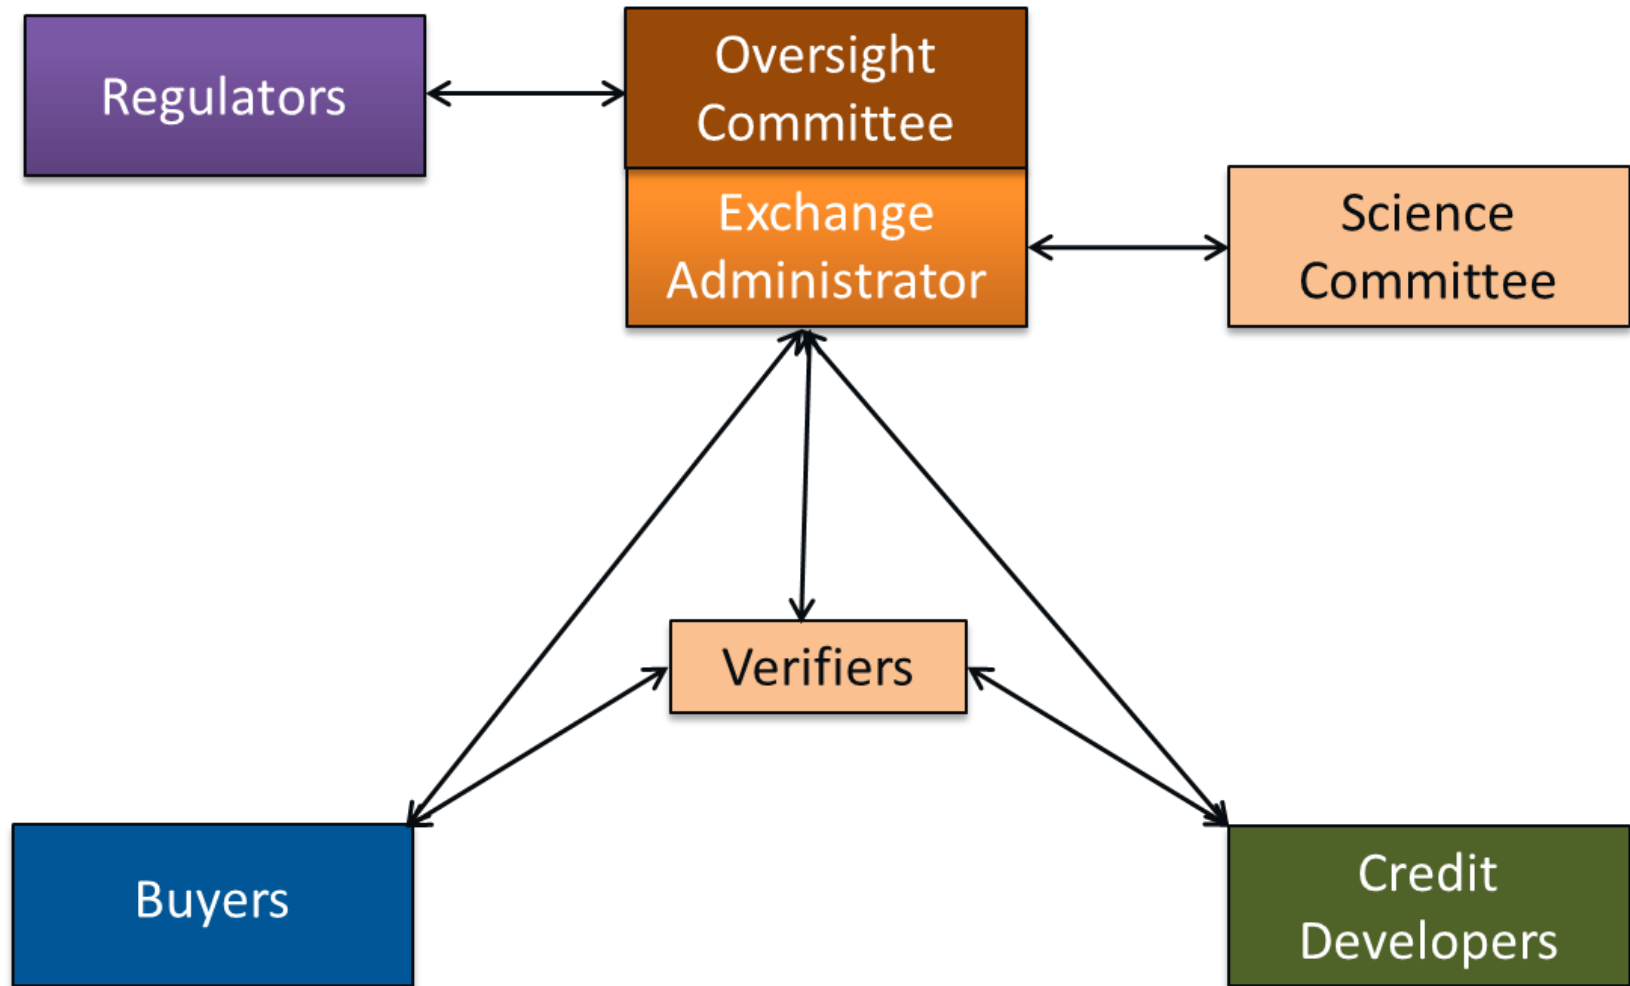 Regulators
Oversight
Committee
Exchange
Administrator
Science
Committee
Verifiers
Buyers
Credit
Developers